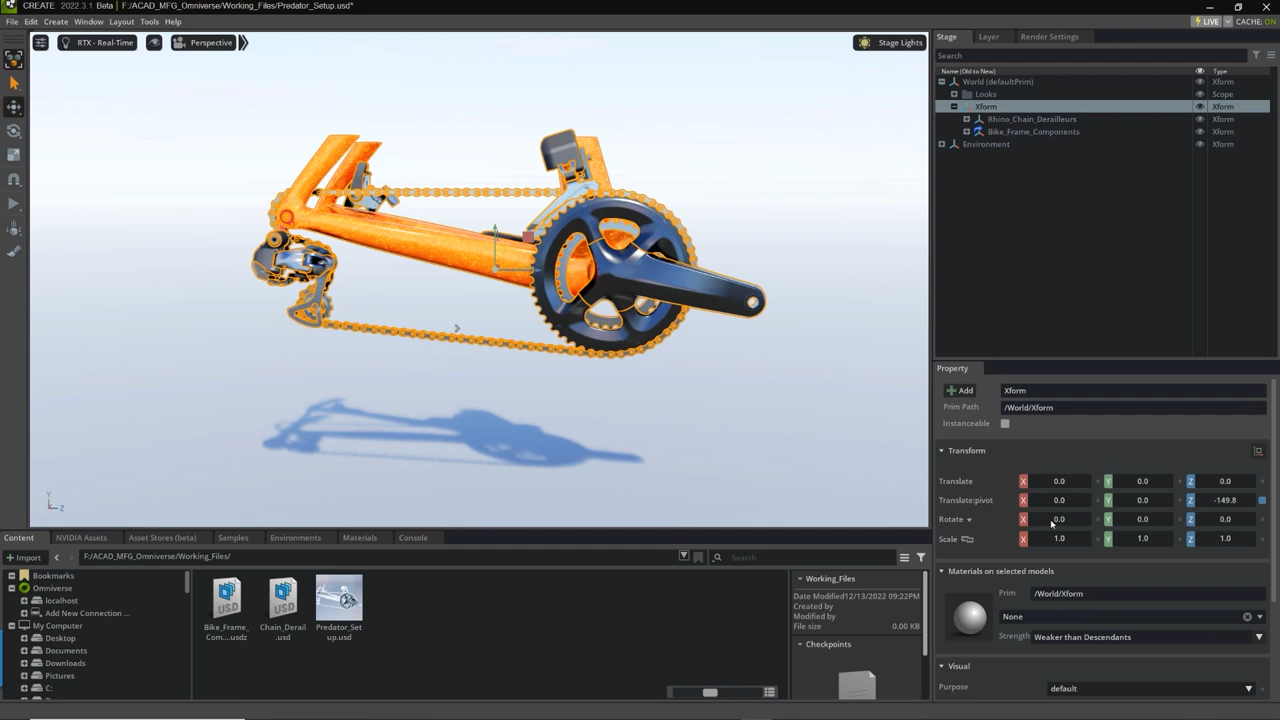 CREATE 2022.3.1 Beta F:/ACAD_MFG_Omniverse/Working_Files/Predator_Setup.usd*
File Edit Create Window Layout Tools Help
LIVE CACHE: ON
RTX - Real-Time
Perspective
Stage Lights
Y
Z
Stage Layer Render Settings
Search
Name (Old to New) Type
World (defaultPrim) Xform
Looks Scope
Xform Xform
Rhino_Chain_Derailleurs Xform
Bike_Frame_Components Xform
Environment Xform
Property
Add Xform
Prim Path /World/Xform
Instanceable
Transform
Translate X 0.0 Y 0.0 Z 0.0
Translate:pivot X 0.0 Y 0.0 Z -149.8
Rotate X 0.0 Y 0.0 Z 0.0
Scale X 1.0 Y 1.0 Z 1.0
Materials on selected models
Prim /World/Xform
None
Strength Weaker than Descendants
Visual
Purpose default
Content NVIDIA Assets Asset Stores (beta) Samples Environments Materials Console
Import F:/ACAD_MFG_Omniverse/Working_Files/ Search
Bookmarks
Omniverse
localhost
Add New Connection ...
My Computer
Desktop
Documents
Downloads
Pictures
C:
USD
Bike_Frame_
Com....usdz
USD
Chain_Derail
.usd
Predator_Set
up.usd
Working_Files
Date Modified 12/13/2022 09:22PM
Created by
Modified by
File size 0.00 KB
Checkpoints